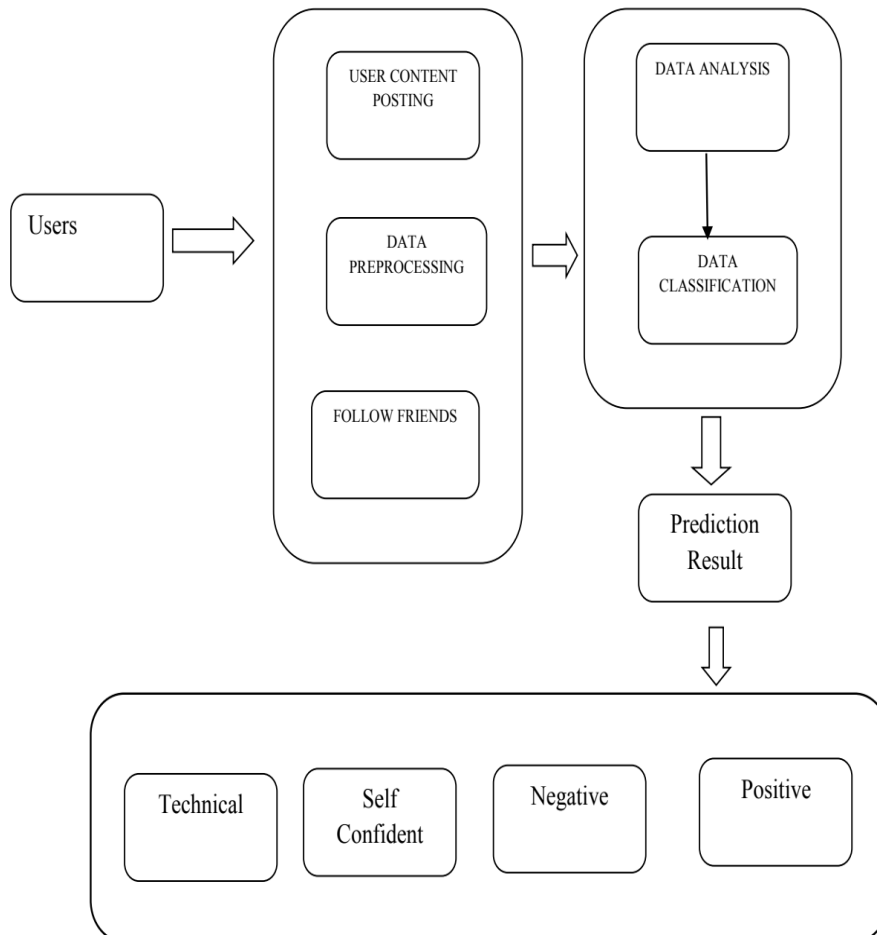 Users
USER CONTENT
POSTING
DATA
PREPROCESSING
FOLLOW FRIENDS
DATA ANALYSIS
DATA
CLASSIFICATION
Prediction
Result
Technical
Self
Confident
Negative
Positive